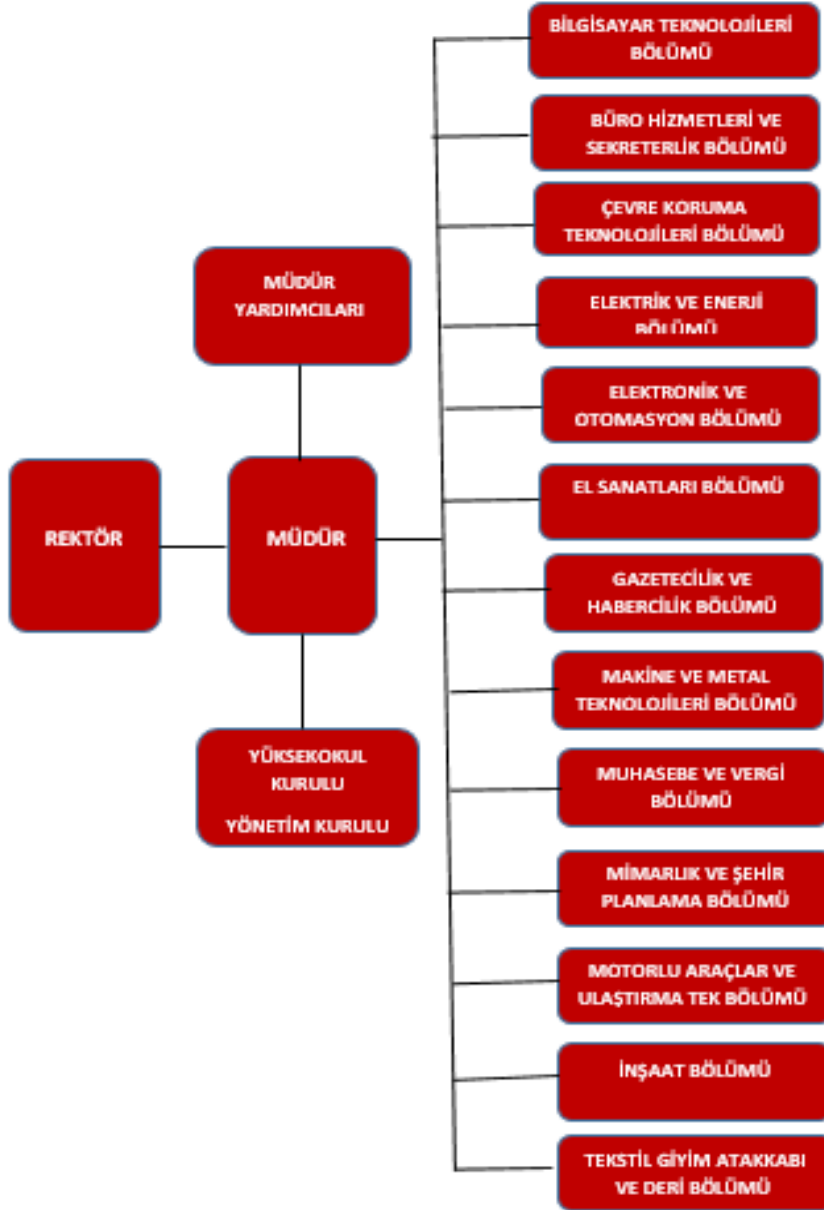 REKTÖR
MÜDÜR
YARDIMCILARI
MÜDÜR
YÜKSEKOKUL
KURULU
YÖNETİM KURULU
BİLGİSAYAR TEKNOLOJİLERİ
BÖLÜMÜ
BÜRO HİZMETLERİ VE
SEKRETERLİK BÖLÜMÜ
ÇEVRE KORUMA
TEKNOLOJİLERİ BÖLÜMÜ
ELEKTRİK VE ENERJİ
BÖLÜMÜ
ELEKTRONİK VE
OTOMASYON BÖLÜMÜ
EL SANATLARI BÖLÜMÜ
GAZETECİLİK VE
HABERCİLİK BÖLÜMÜ
MAKİNE VE METAL
TEKNOLOJİLERİ BÖLÜMÜ
MUHASEBE VE VERGİ
BÖLÜMÜ
MİMARLIK VE ŞEHİR
PLANLAMA BÖLÜMÜ
MOTORLU ARAÇLAR VE
ULAŞTIRMA TEK BÖLÜMÜ
İNŞAAT BÖLÜMÜ
TEKSTİL GİYİM ATAKKABI
VE DERİ BÖLÜMÜ